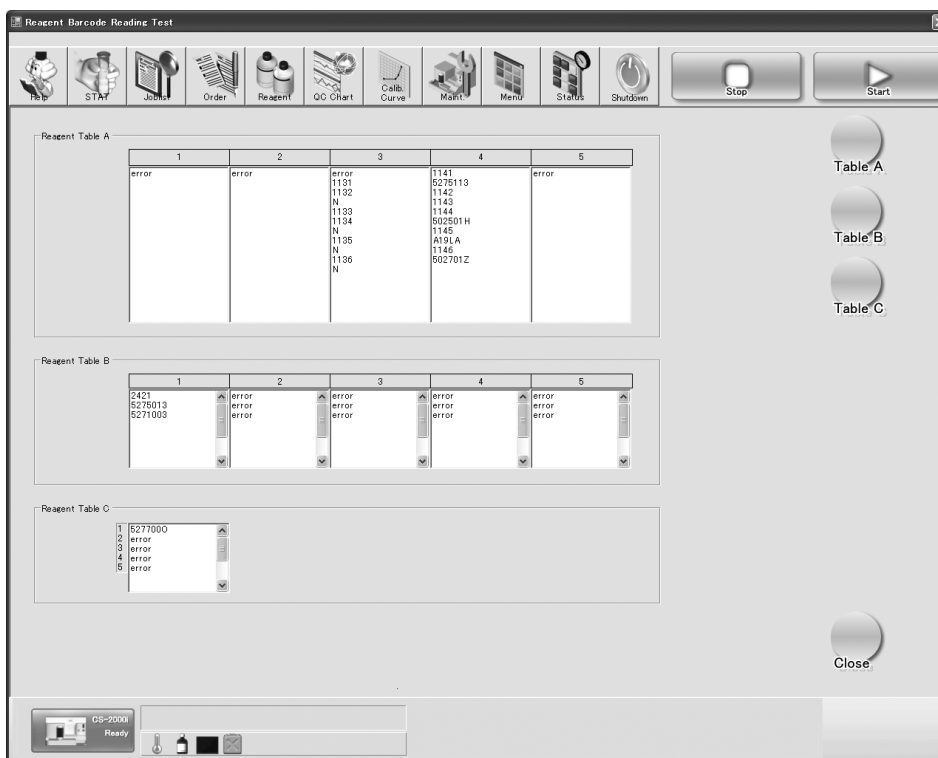 Reagent Barcode Reading Test
Help
STAT
Joblist
Order
Reagent
QC Chart
Calib.
Curve
Maint.
Menu
Status
Shutdown
Stop
Start
Reagent Table A
1 2 3 4 5
error
error
error
1131
1132
N
1133
1134
N
1135
N
1136
N
1141
5275113
1142
1143
1144
502501H
1145
A19LA
1146
502701Z
error
Table A
Table B
Table C
Reagent Table B
1 2 3 4 5
2421
5275013
5271003
error
error
error
error
error
error
error
error
error
error
error
error
Reagent Table C
1 527700O
2 error
3 error
4 error
5 error
Close
CS-2000i
Ready